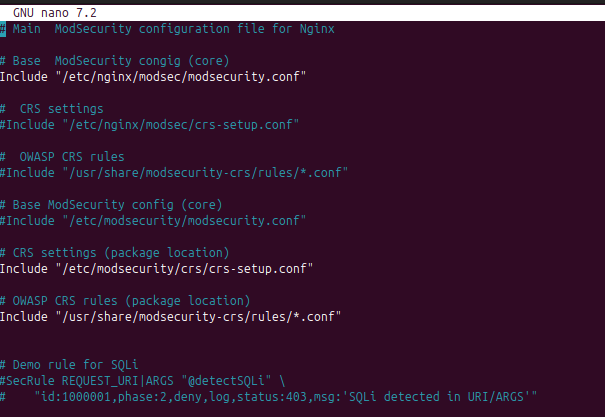 GNU nano 7.2
# Main  ModSecurity configuration file for Nginx
# Base  ModSecurity congig (core)
Include "/etc/nginx/modsec/modsecurity.conf"
#  CRS settings
#Include "/etc/nginx/modsec/crs-setup.conf"
#  OWASP CRS rules
#Include "/usr/share/modsecurity-crs/rules/*.conf"
# Base ModSecurity config (core)
#Include "/etc/modsecurity/modsecurity.conf"
# CRS settings (package location)
Include "/etc/modsecurity/crs/crs-setup.conf"
# OWASP CRS rules (package location)
Include "/usr/share/modsecurity-crs/rules/*.conf"
# Demo rule for SQLi
#SecRule REQUEST_URI|ARGS "@detectSQLi" \
#    "id:1000001,phase:2,deny,log,status:403,msg:'SQLi detected in URI/ARGS'"